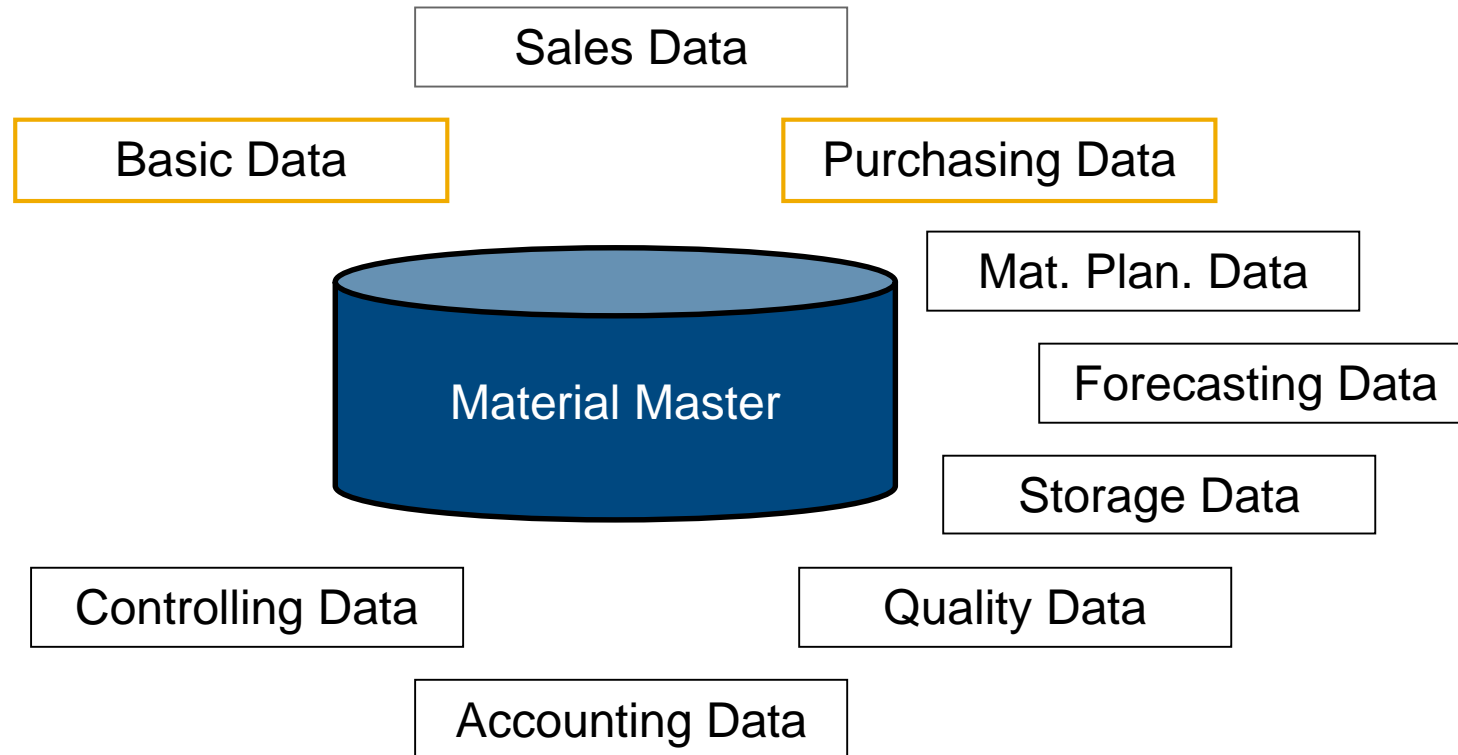 Sales Data
Basic Data
Purchasing Data
Mat. Plan. Data
Material Master
Forecasting Data
Storage Data
Controlling Data
Quality Data
Accounting Data